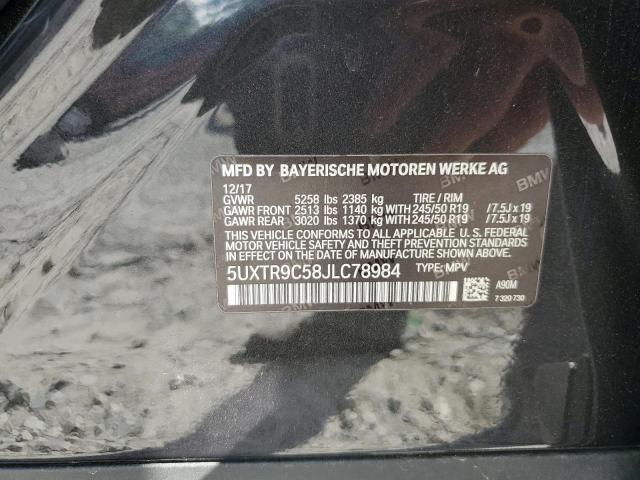 MFD BY BAYERISCHE MOTOREN WERKE AG
12/17
GVWR 5258 lbs 2385 kg TIRE / RIM
GAWR FRONT 2513 lbs 1140 kg WITH 245/50 R19 /7.5J x 19
GAWR REAR 3020 lbs 1370 kg WITH 245/50 R19 /7.5J x 19
THIS VEHICLE CONFORMS TO ALL APPLICABLE U.S. FEDERAL
MOTOR VEHICLE SAFETY AND THEFT PREVENTION STANDARDS
IN EFFECT ON THE DATE OF MANUFACTURE SHOWN ABOVE.
5UXTR9C58JLC78984 TYPE: MPV
A90M
7 320 730